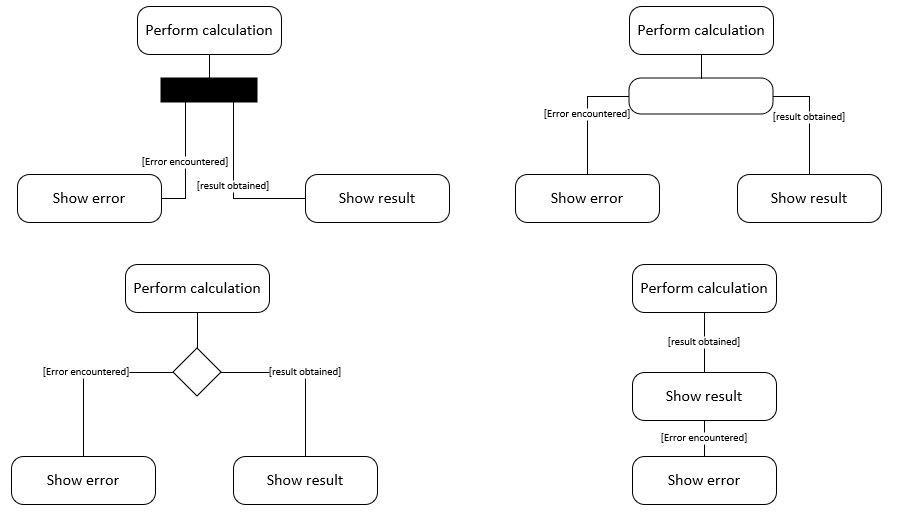 Perform calculation
[Error encountered]
[result obtained]
Show error
Show result
Perform calculation
[Error encountered]
[result obtained]
Show error
Show result
Perform calculation
[Error encountered]
[result obtained]
Show error
Show result
Perform calculation
[result obtained]
Show result
[Error encountered]
Show error